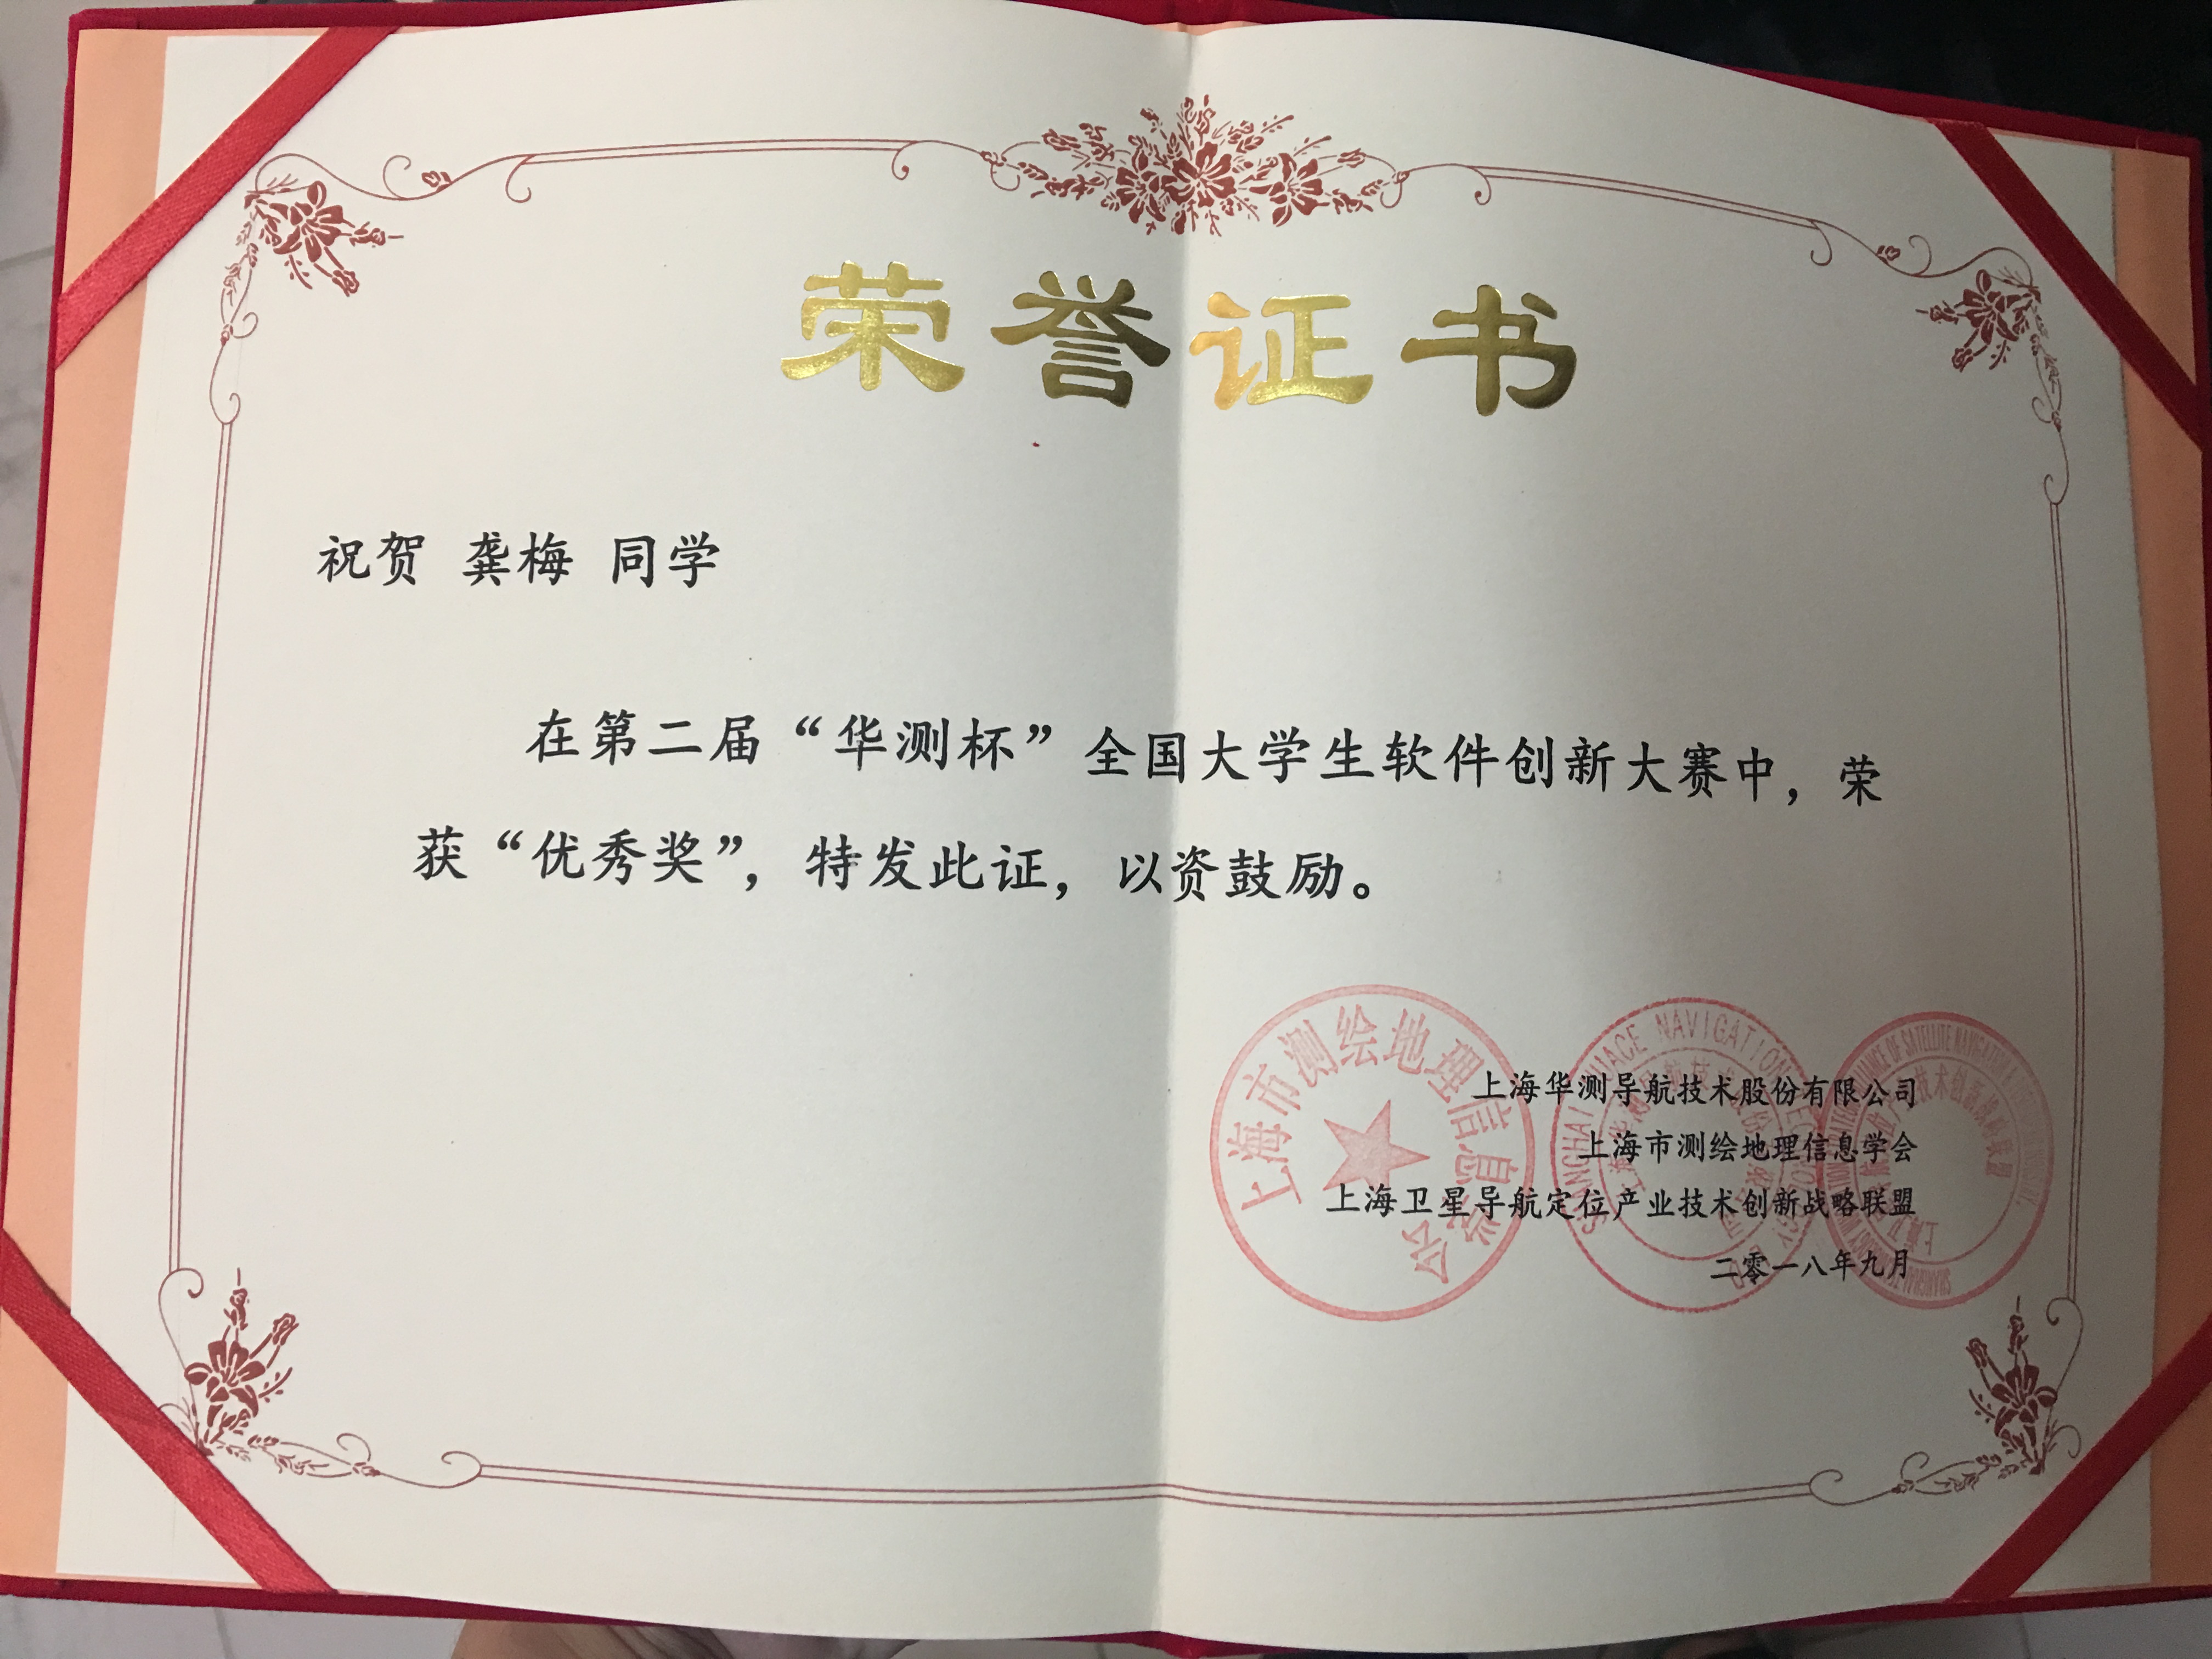 荣誉证书
祝贺 龚梅 同学
在第二届“华测杯”全国大学生软件创新大赛中，荣
获“优秀奖”，特发此证，以资鼓励。
上海华测导航技术股份有限公司
上海市测绘地理信息学会
上海卫星导航定位产业技术创新战略联盟
二零一八年九月
上海市测绘地理信息学会
SHANGHAI HUACE NAVIGATION TECHNOLOGY